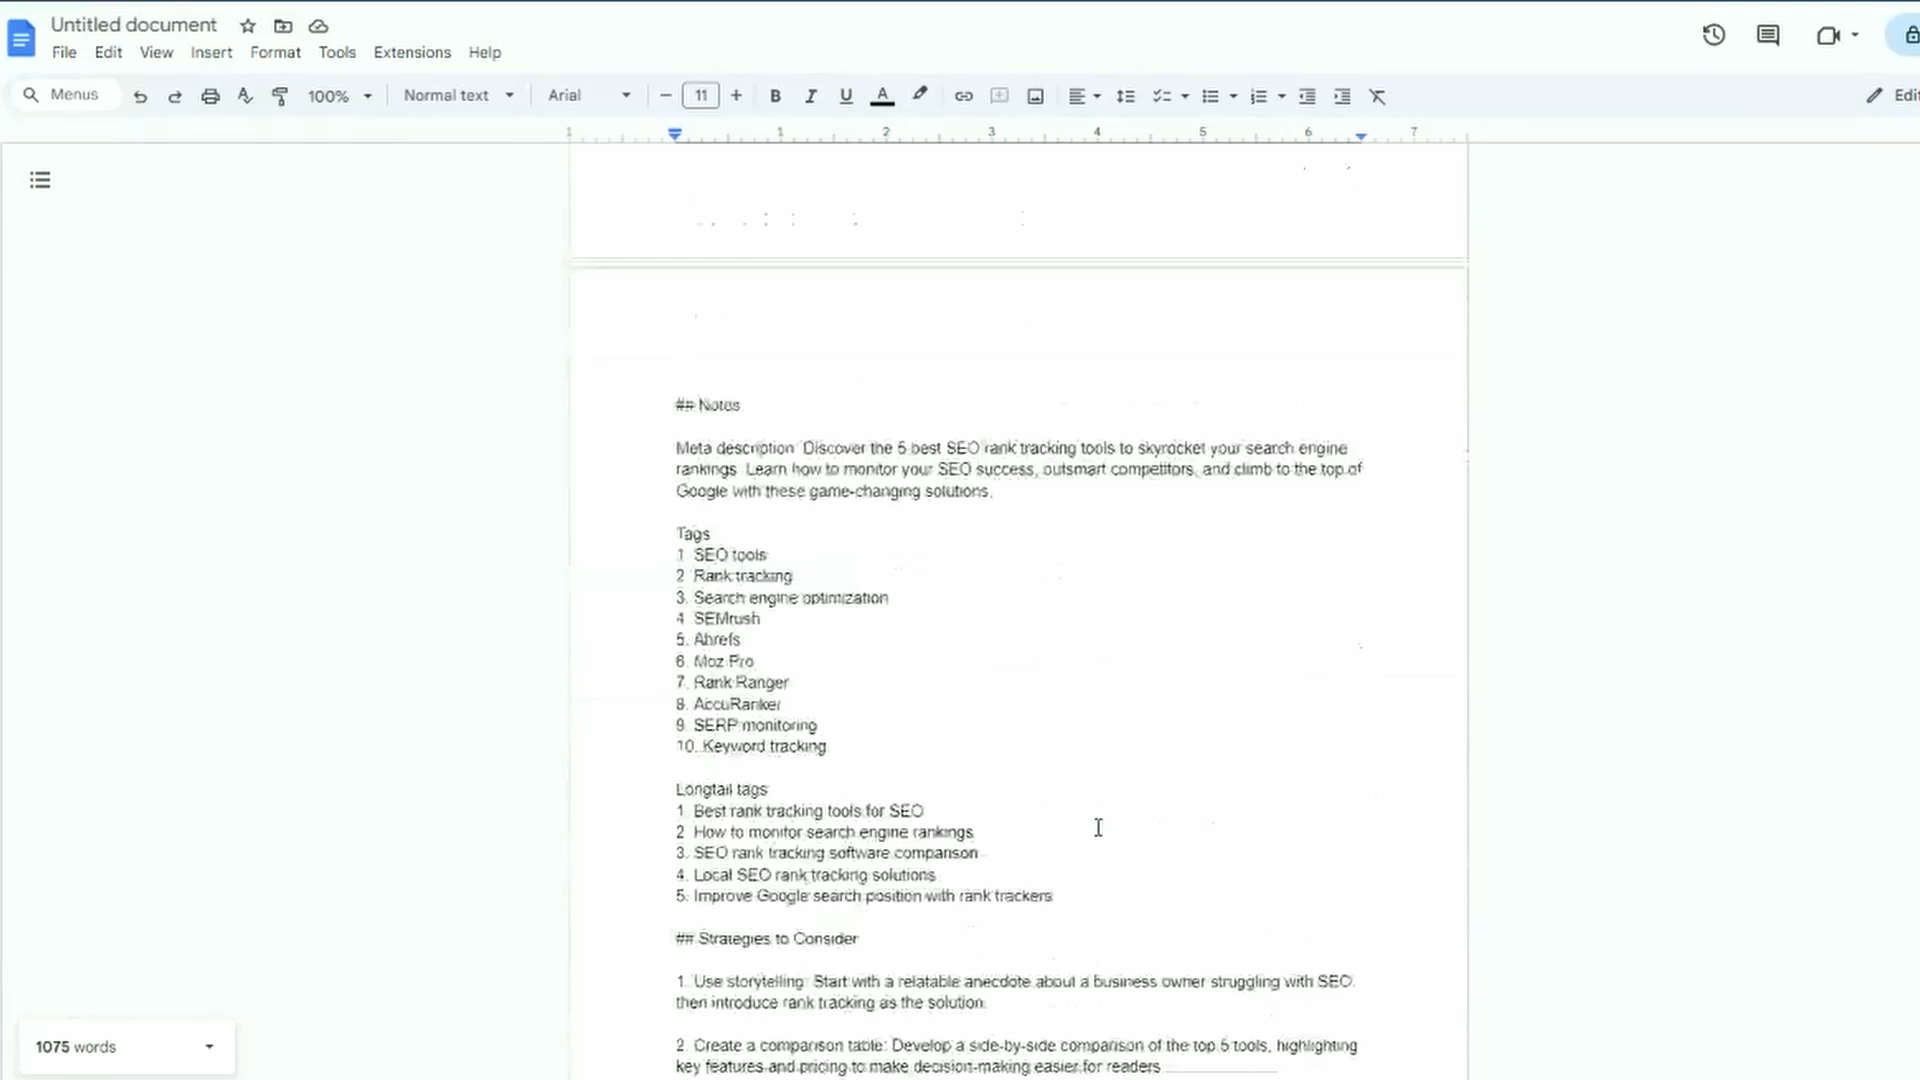 Untitled document
File Edit View Insert Format Tools Extensions Help
Menus 100% Normal text Arial 11 B I U A
1 1 2 3 4 5 6 7
## Notes
Meta description: Discover the 5 best SEO rank tracking tools to skyrocket your search engine
rankings. Learn how to monitor your SEO success, outsmart competitors, and climb to the top of
Google with these game-changing solutions.
Tags
1. SEO tools
2. Rank tracking
3. Search engine optimization
4. SEMrush
5. Ahrefs
6. Moz Pro
7. Rank Ranger
8. AccuRanker
9. SERP monitoring
10. Keyword tracking
Longtail tags
1. Best rank tracking tools for SEO
2. How to monitor search engine rankings
3. SEO rank tracking software comparison
4. Local SEO rank tracking solutions
5. Improve Google search position with rank trackers
## Strategies to Consider
1. Use storytelling: Start with a relatable anecdote about a business owner struggling with SEO,
then introduce rank tracking as the solution.
2. Create a comparison table: Develop a side-by-side comparison of the top 5 tools, highlighting
key features and pricing to make decision-making easier for readers
1075 words